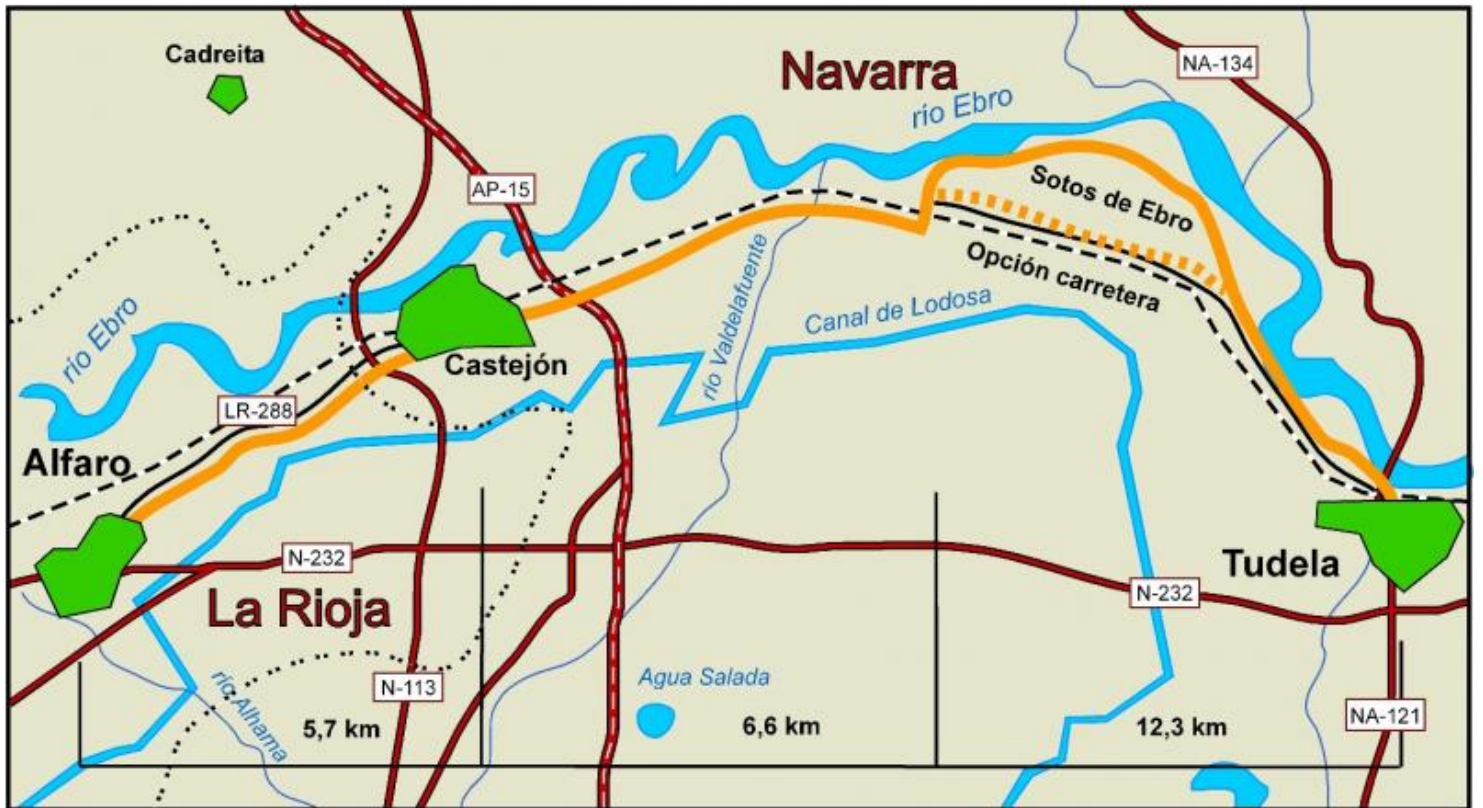 Cadreita
Navarra
NA-134
río Ebro
AP-15
Sotos de Ebro
Opción carretera
río Valdelafuente
Canal de Lodosa
río Ebro
Castejón
LR-288
Alfaro
N-232
Tudela
N-232
La Rioja
río Alhama
N-113
Agua Salada
NA-121
5,7 km
6,6 km
12,3 km